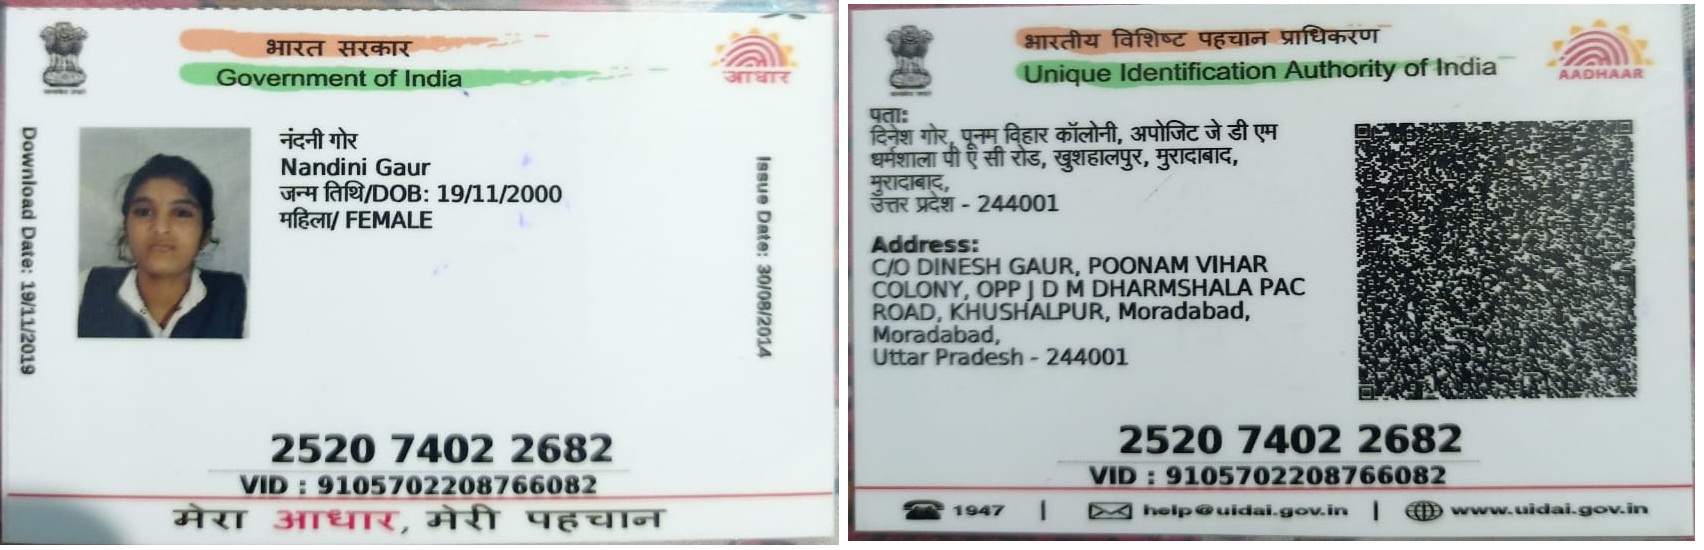 भारत सरकार
Government of India
आधार
Download Date: 19/11/2019
नंदनी गोर
Nandini Gaur
जन्म तिथि/DOB: 19/11/2000
महिला/ FEMALE
Issue Date: 30/08/2014
2520 7402 2682
VID : 9105702208766082
मेरा आधार, मेरी पहचान
भारतीय विशिष्ट पहचान प्राधिकरण
Unique Identification Authority of India
AADHAAR
पता:
दिनेश गोर, पूनम विहार कॉलोनी, अपोजिट जे डी एम
धर्मशाला पी ऐ सी रोड, खुशहालपुर, मुरादाबाद,
मुरादाबाद,
उत्तर प्रदेश - 244001
Address:
C/O DINESH GAUR, POONAM VIHAR
COLONY, OPP J D M DHARMSHALA PAC
ROAD, KHUSHALPUR, Moradabad,
Moradabad,
Uttar Pradesh - 244001
2520 7402 2682
VID : 9105702208766082
1947 | help@uidai.gov.in | www.uidai.gov.in